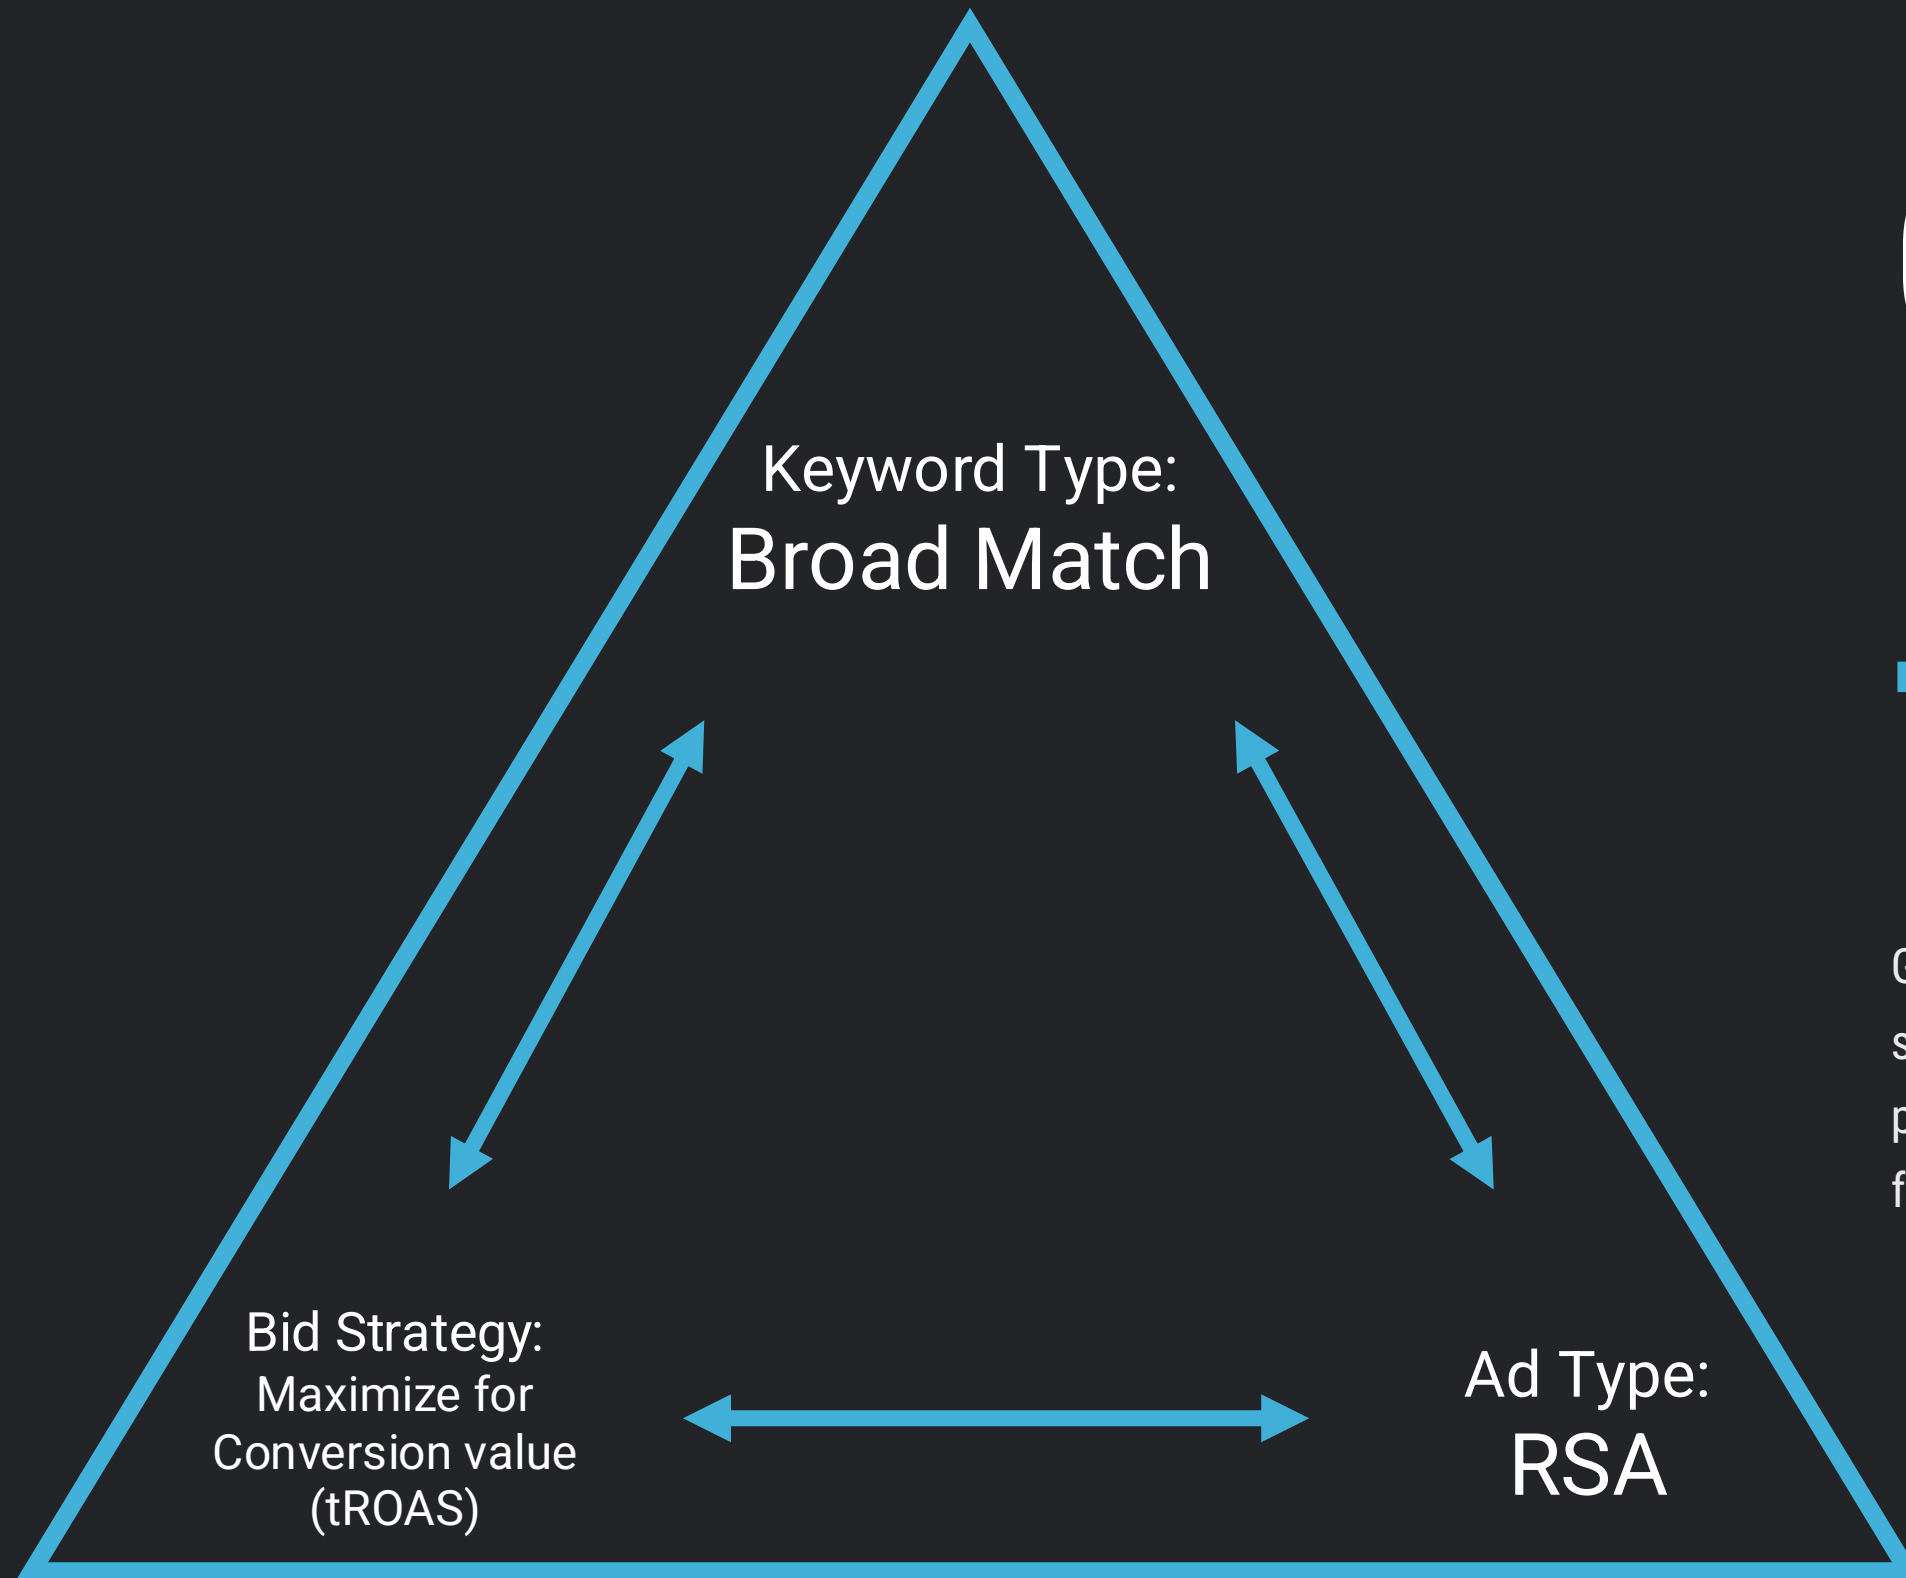 Keyword Type:
Broad Match
Bid Strategy:
Maximize for
Conversion value
(tROAS)
Ad Type:
RSA